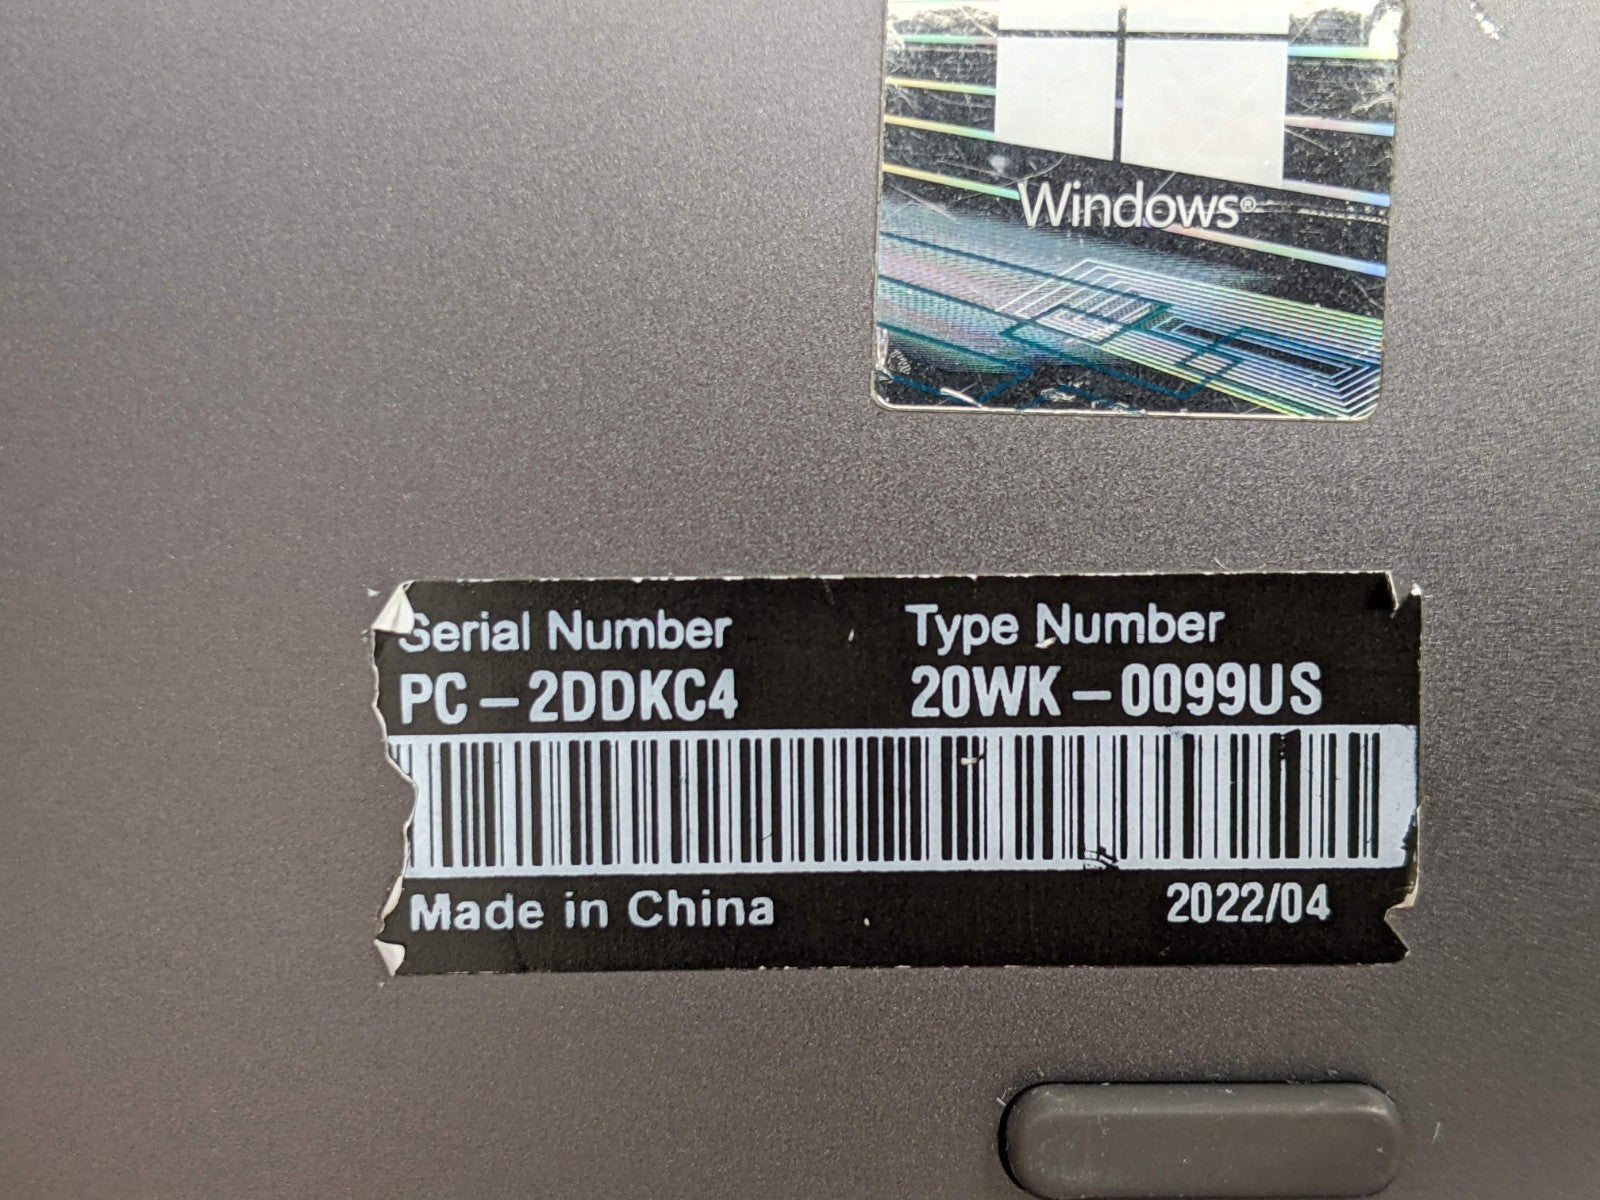 Windows®
Serial Number Type Number
PC-2DDKC4 20WK-0099US
Made in China 2022/04